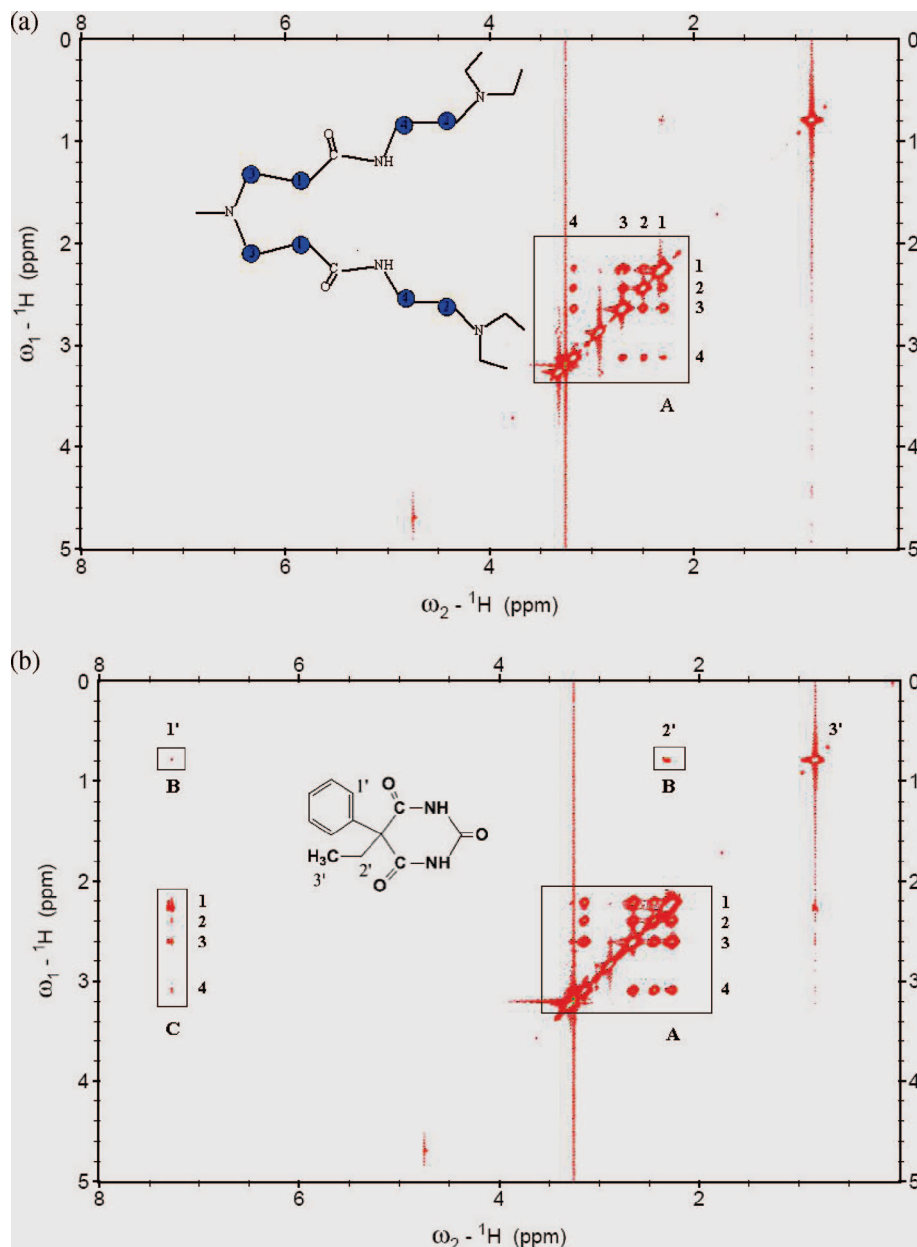 (a)
8 6 4 2
0
N
4 2
O
C
NH
3 1
1
N
4 3 2 1
2
1
2
3 1
3
2
C
NH
O
4 2
3
4
N
A
4
5
8 6 4 2 0
ω₁ - ¹H (ppm)
ω₂ - ¹H (ppm)
(b)
8 6 4 2
0
1' 2' 3'
B B
1
1' O
NH
O
H₃C
2' NH
3' O
2
1 1
2 2
3 3
3
4 4
C A
4
5
8 6 4 2 0
ω₁ - ¹H (ppm)
ω₂ - ¹H (ppm)